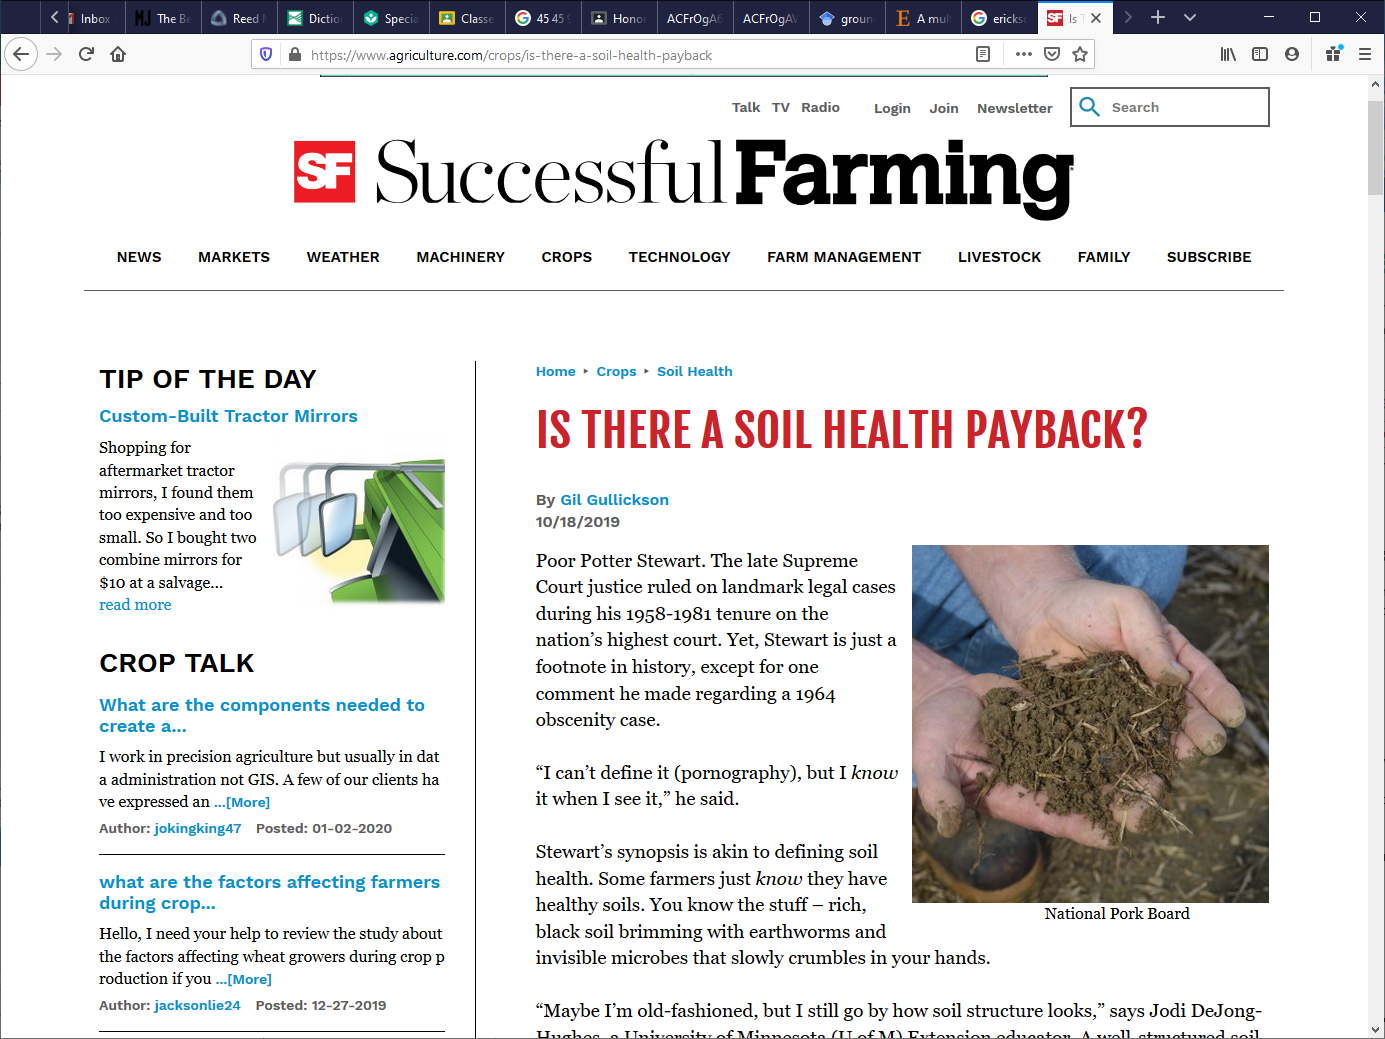 Inbox
The Be
Reed M
Dictio
Specia
Classe
45 45 9
Honor
ACFrOgA6
ACFrOgAV
groun
A mul
ericks
Is T
https://www.agriculture.com/crops/is-there-a-soil-health-payback
Talk TV Radio Login Join Newsletter Search
SF Successful Farming
NEWS MARKETS WEATHER MACHINERY CROPS TECHNOLOGY FARM MANAGEMENT LIVESTOCK FAMILY SUBSCRIBE
TIP OF THE DAY
Custom-Built Tractor Mirrors
Shopping for
aftermarket tractor
mirrors, I found them
too expensive and too
small. So I bought two
combine mirrors for
$10 at a salvage...
read more
CROP TALK
What are the components needed to
create a...
I work in precision agriculture but usually in dat
a administration not GIS. A few of our clients ha
ve expressed an ...[More]
Author: jokingking47 Posted: 01-02-2020
what are the factors affecting farmers
during crop...
Hello, I need your help to review the study about
the factors affecting wheat growers during crop p
roduction if you ...[More]
Author: jacksonlie24 Posted: 12-27-2019
Home ‣ Crops ‣ Soil Health
IS THERE A SOIL HEALTH PAYBACK?
By Gil Gullickson
10/18/2019
Poor Potter Stewart. The late Supreme
Court justice ruled on landmark legal cases
during his 1958-1981 tenure on the
nation’s highest court. Yet, Stewart is just a
footnote in history, except for one
comment he made regarding a 1964
obscenity case.
“I can’t define it (pornography), but I know
it when I see it,” he said.
Stewart’s synopsis is akin to defining soil
health. Some farmers just know they have
healthy soils. You know the stuff – rich,
black soil brimming with earthworms and
invisible microbes that slowly crumbles in your hands.
National Pork Board
“Maybe I’m old-fashioned, but I still go by how soil structure looks,” says Jodi DeJong-
Hughes, a University of Minnesota (U of M) Extension educator. A well-structured soil